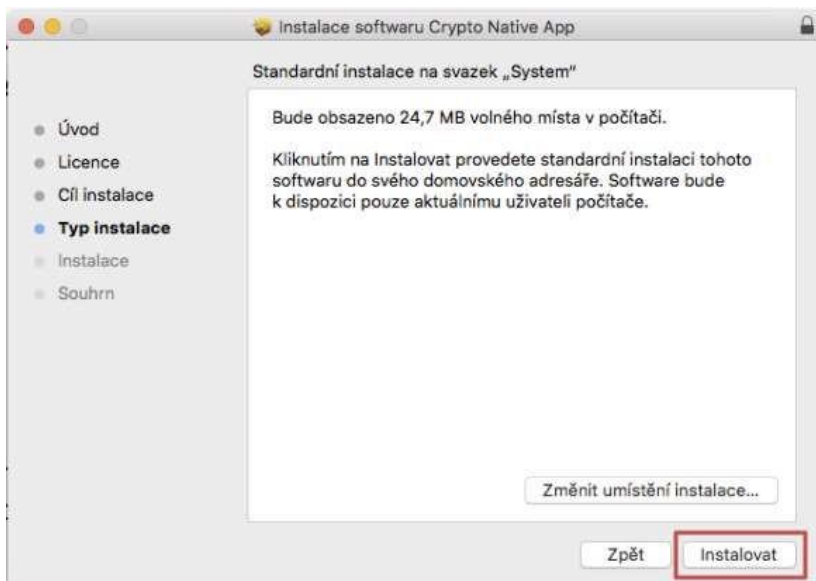 Instalace softwaru Crypto Native App
Standardní instalace na svazek „System“
Úvod
Licence
Cíl instalace
Typ instalace
Instalace
Souhrn
Bude obsazeno 24,7 MB volného místa v počítači.
Kliknutím na Instalovat provedete standardní instalaci tohoto
softwaru do svého domovského adresáře. Software bude
k dispozici pouze aktuálnímu uživateli počítače.
Změnit umístění instalace...
Zpět
Instalovat